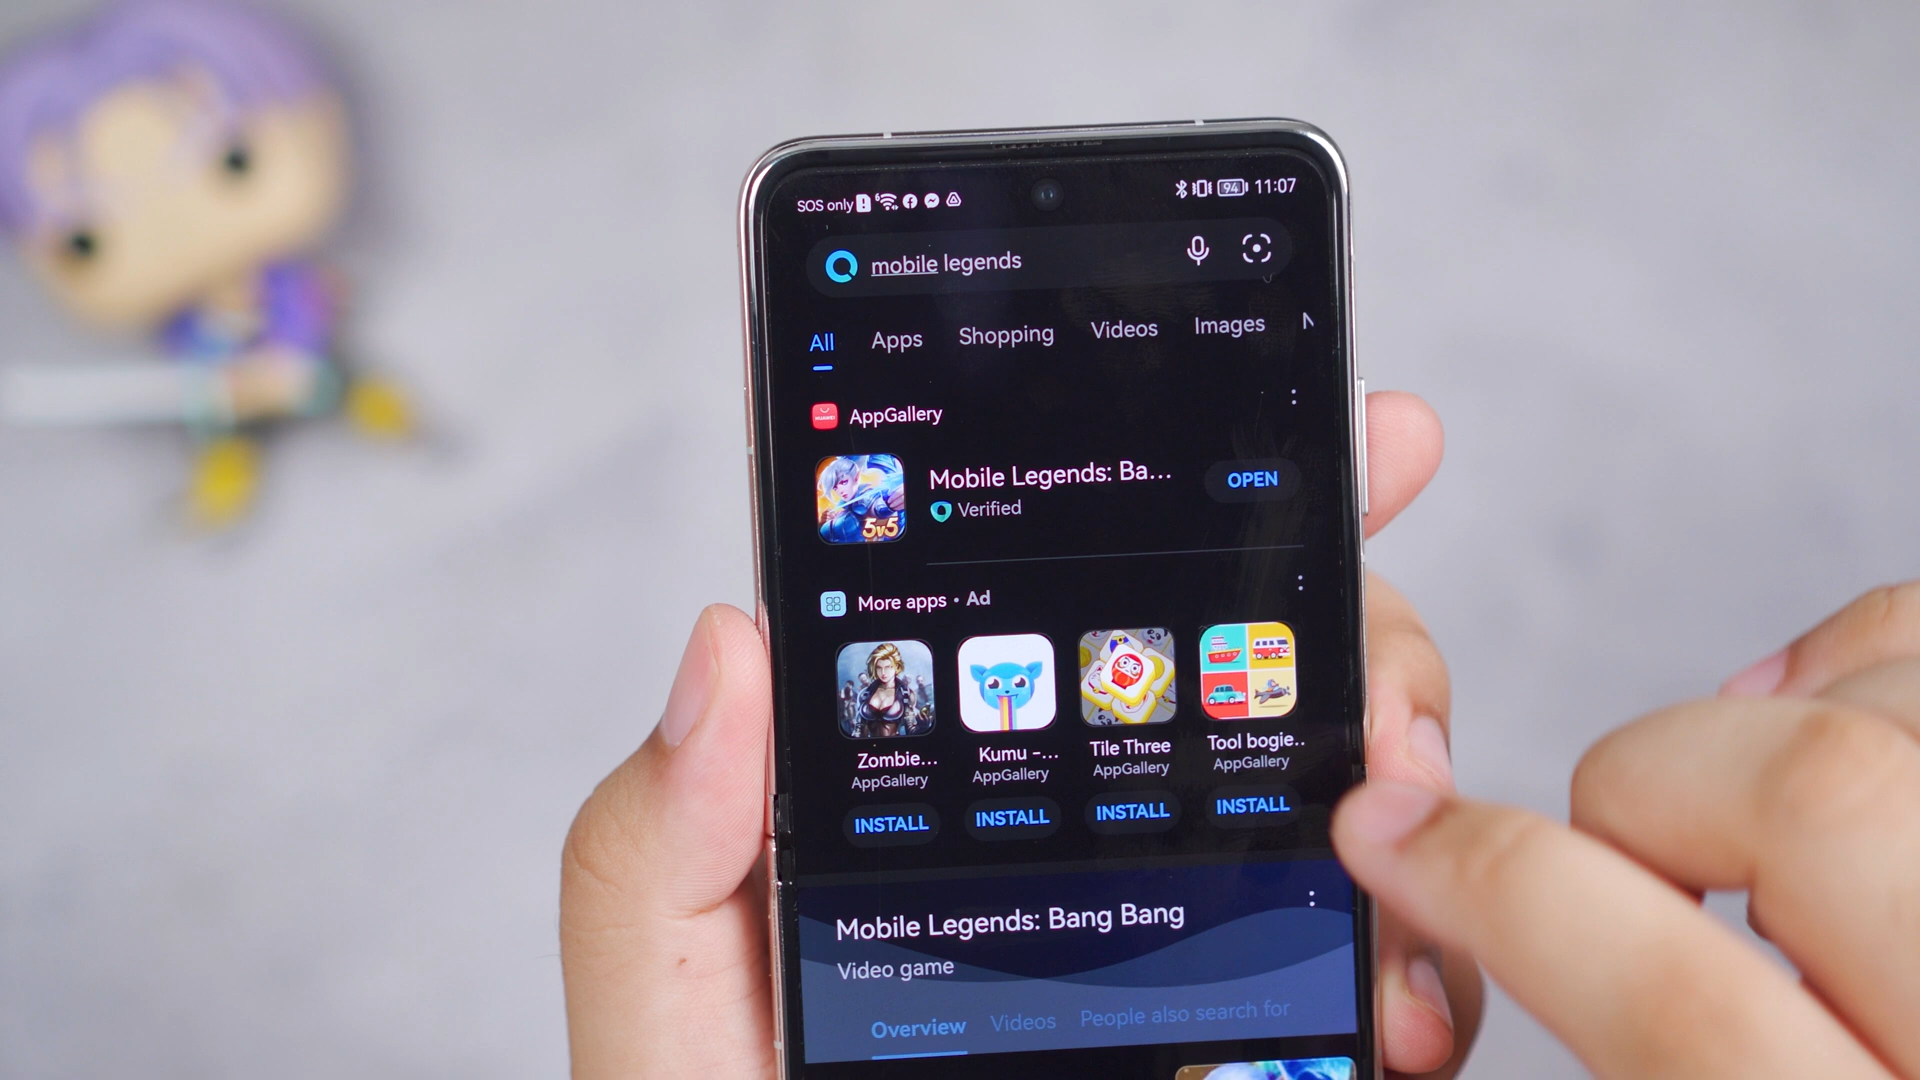 SOS only 94 11:07
mobile legends
All Apps Shopping Videos Images
AppGallery
Mobile Legends: Ba...
Verified
OPEN
5v5
More apps • Ad
Zombie... Kumu -... Tile Three Tool bogie..
AppGallery AppGallery AppGallery AppGallery
INSTALL INSTALL INSTALL INSTALL
Mobile Legends: Bang Bang
Video game
Overview Videos People also search for